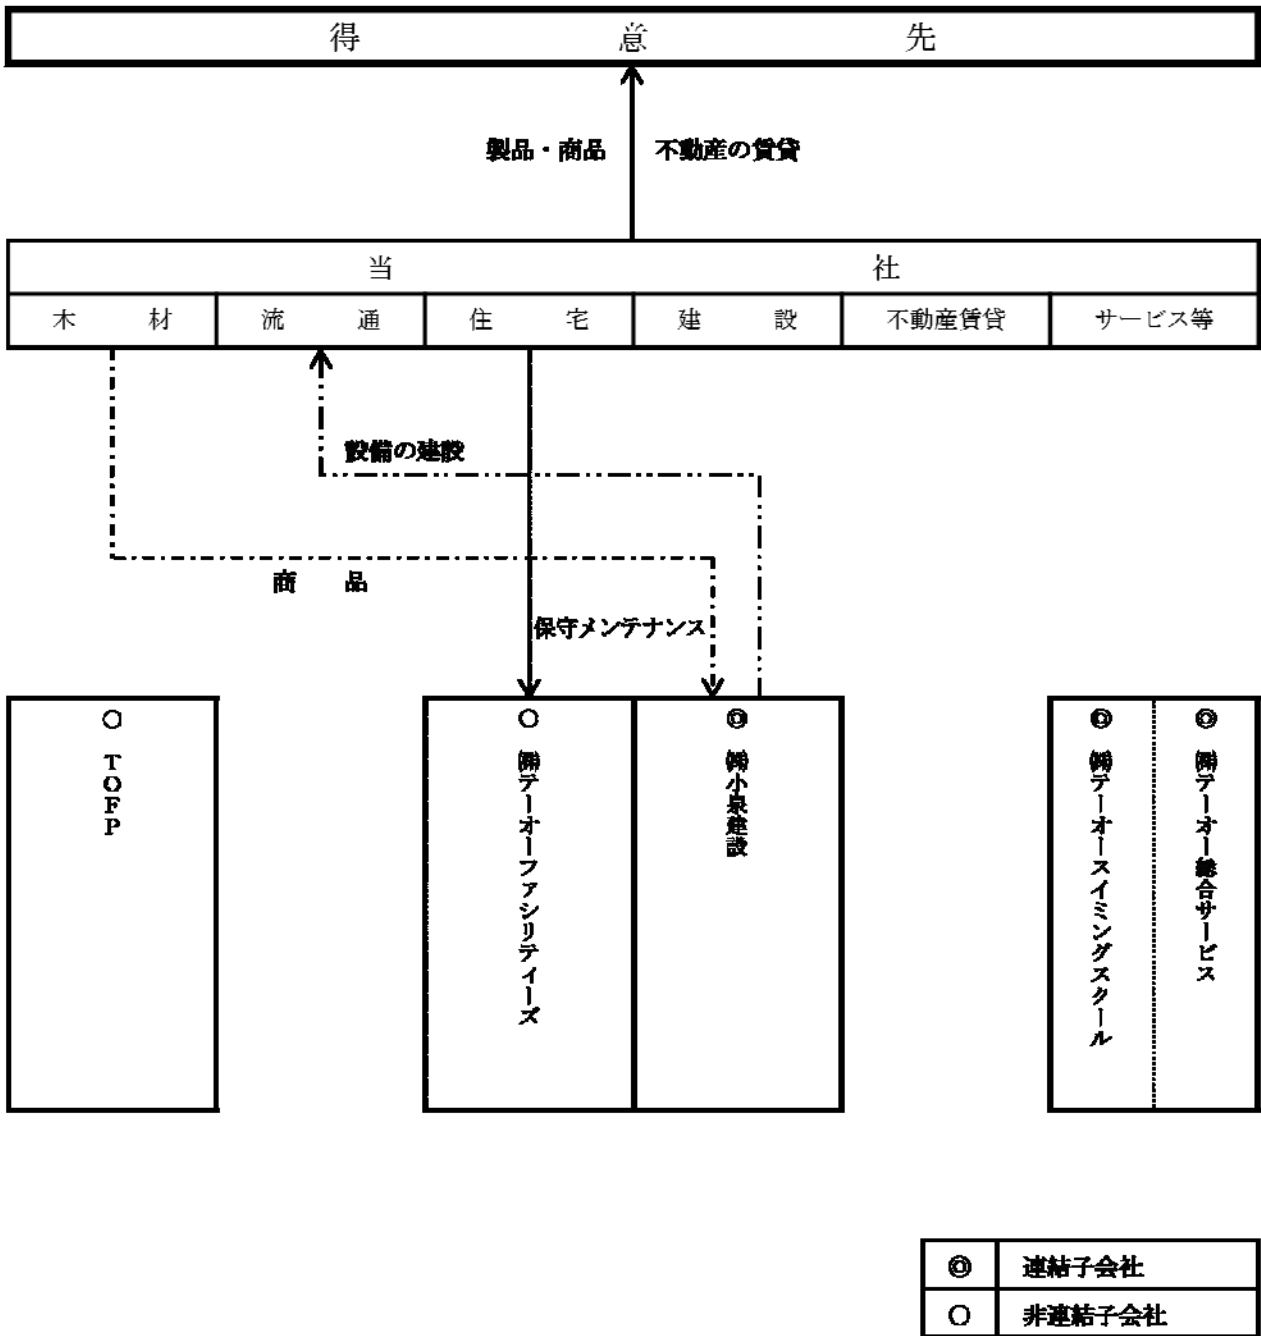 得意先
製品・商品 不動産の賃貸
当社
木材 流通 住宅 建設 不動産賃貸 サービス等
設備の建設
商品
保守メンテナンス
○ TOFP
○ ㈱テーオーファシリティーズ
◎ ㈱小泉建設
◎ ㈱テーオースイミングスクール
◎ ㈱テーオー総合サービス
◎ 連結子会社
○ 非連結子会社